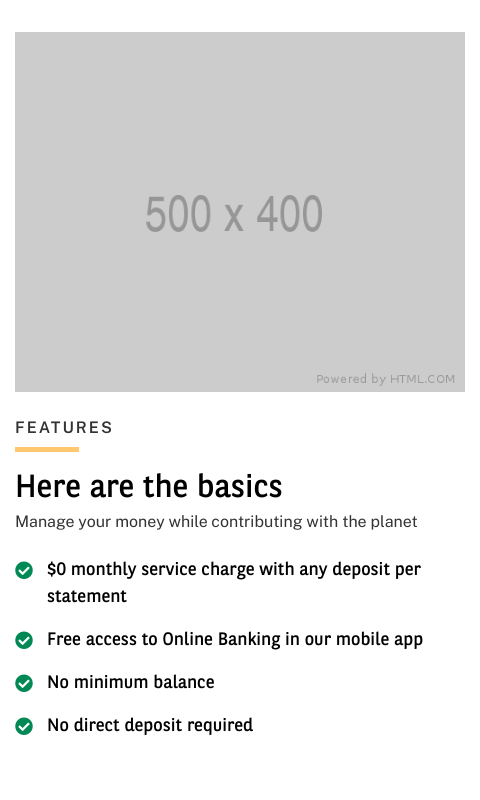 500 x 400
Powered by HTML.COM
FEATURES
Here are the basics
Manage your money while contributing with the planet
$0 monthly service charge with any deposit per
statement
Free access to Online Banking in our mobile app
No minimum balance
No direct deposit required